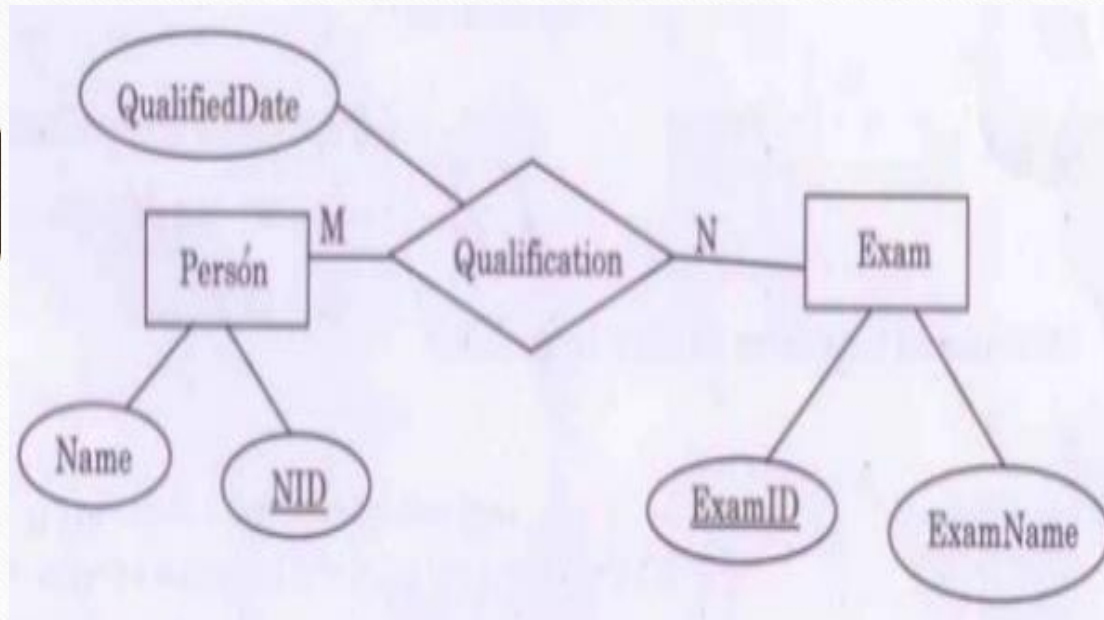 QualifiedDate
M
N
Persón
Qualification
Exam
Name
NID
ExamID
ExamName